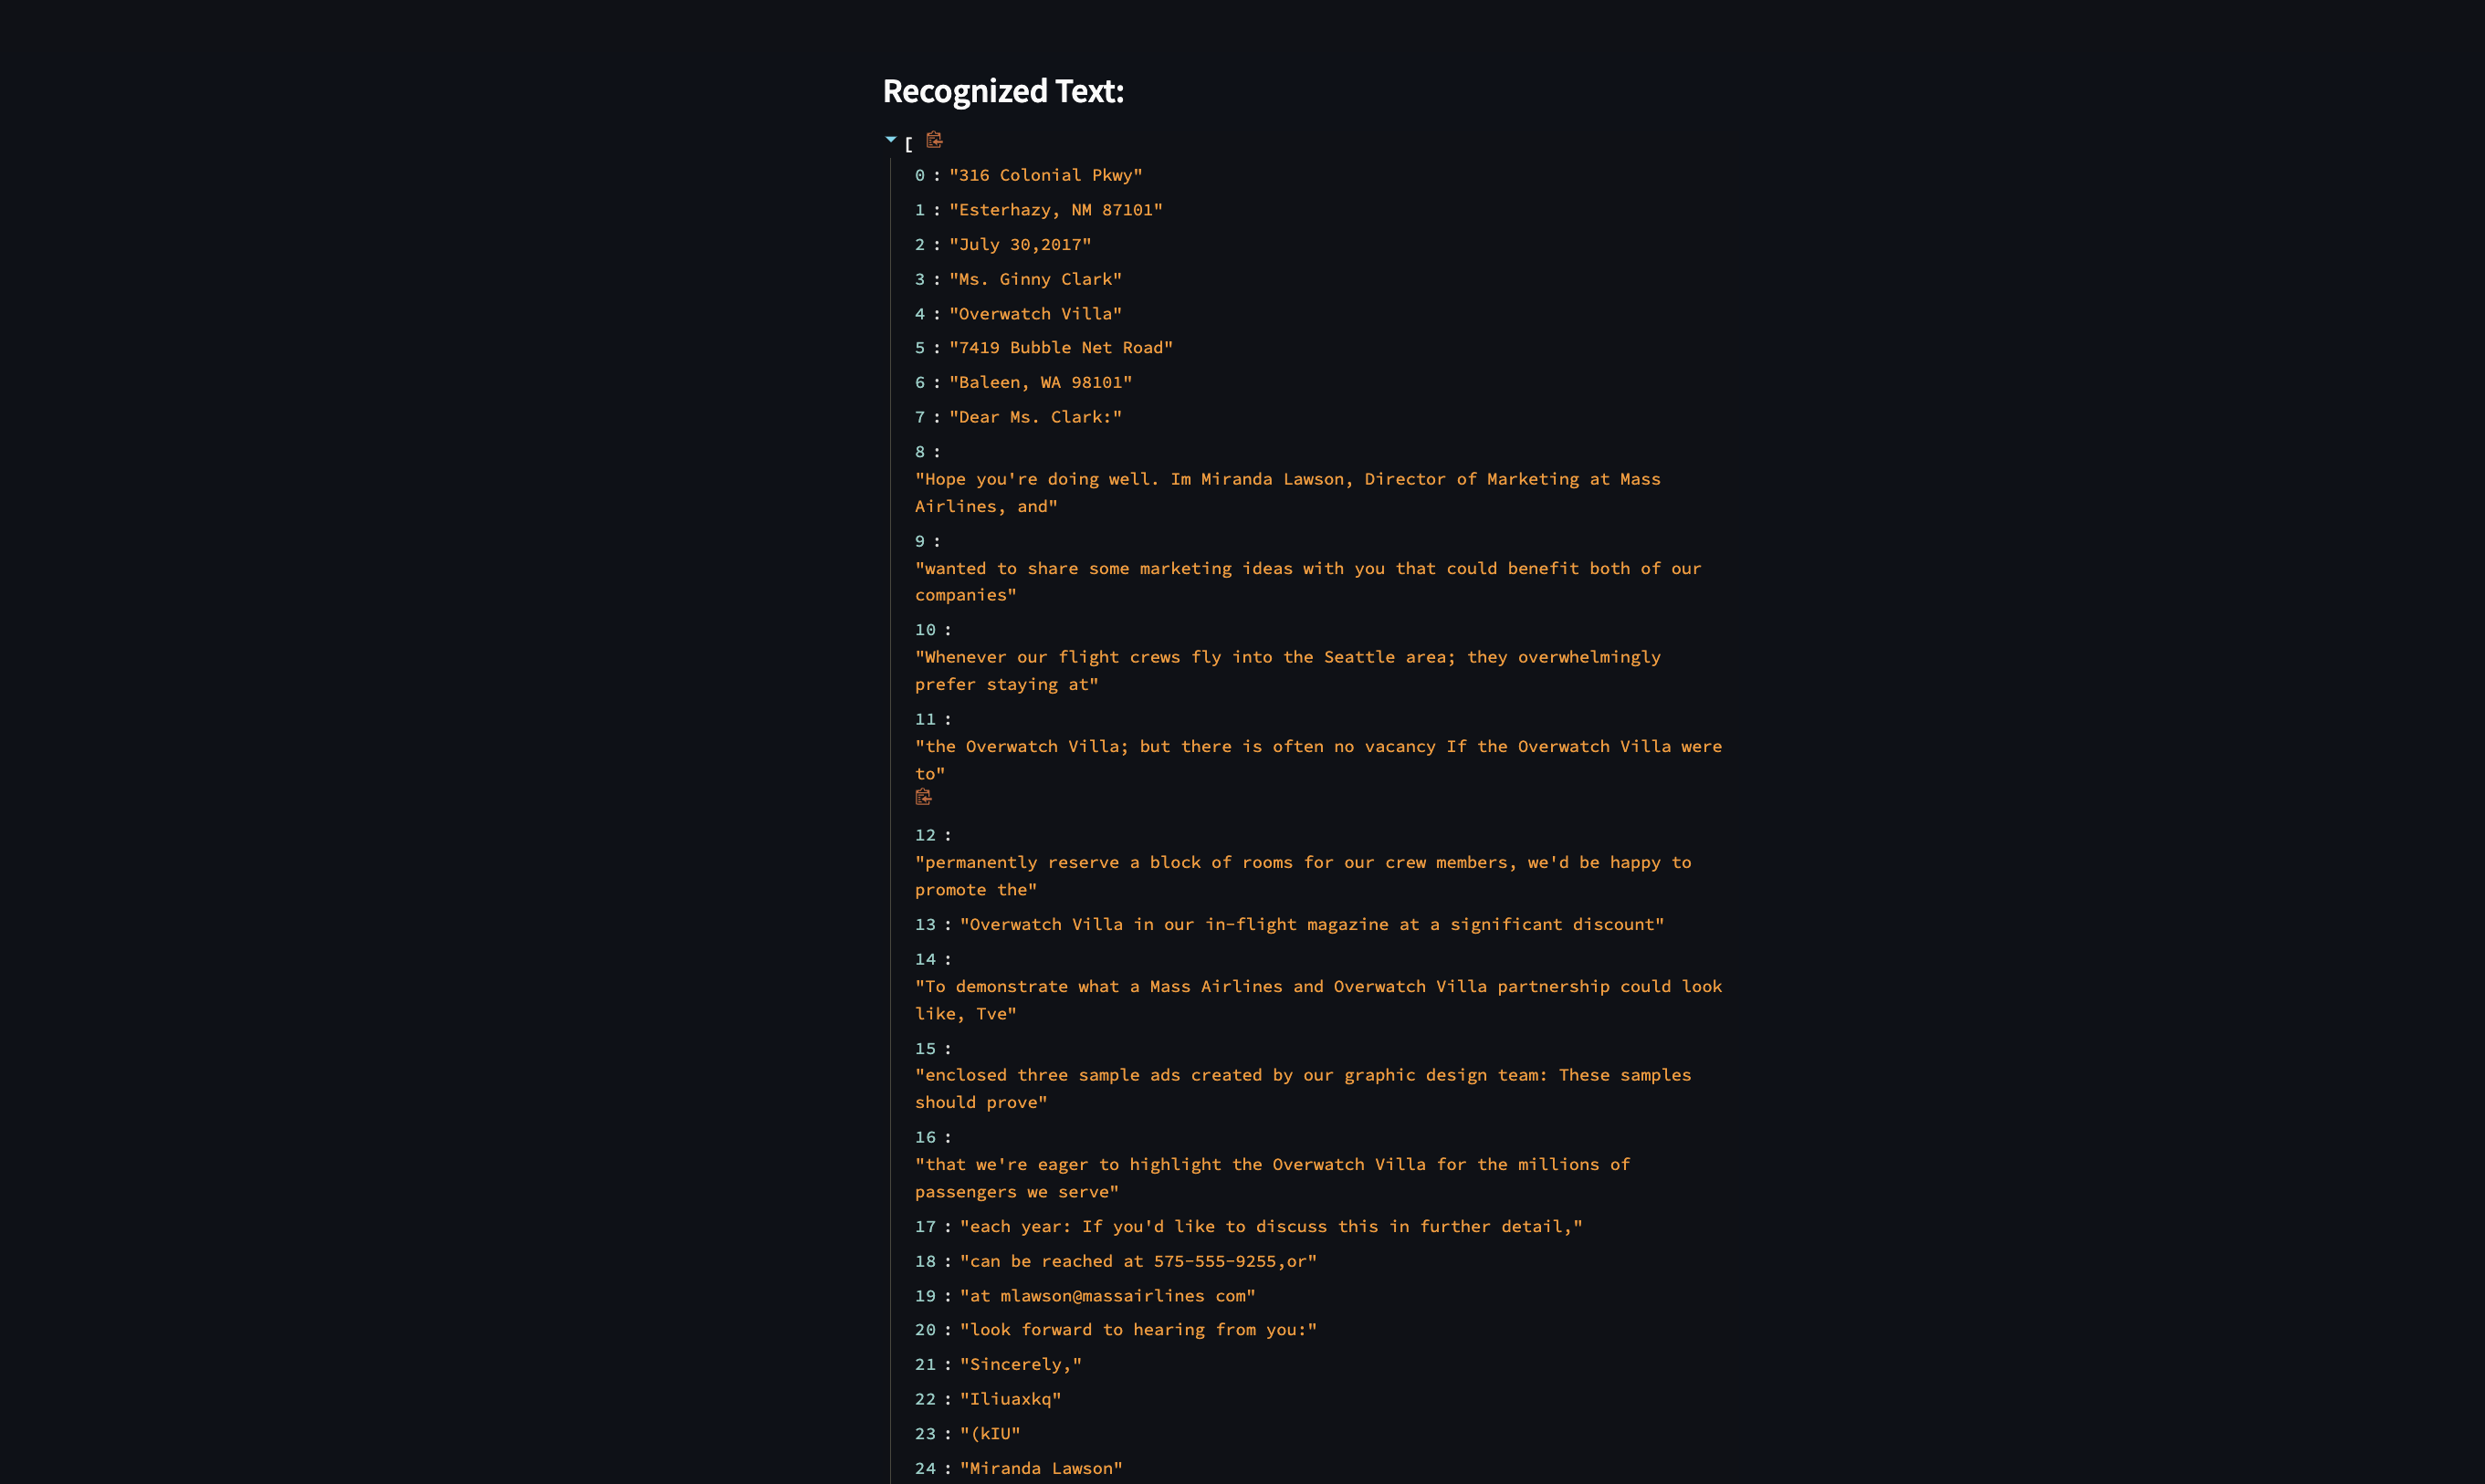 Recognized Text:
[
0 : "316 Colonial Pkwy"
1 : "Esterhazy, NM 87101"
2 : "July 30,2017"
3 : "Ms. Ginny Clark"
4 : "Overwatch Villa"
5 : "7419 Bubble Net Road"
6 : "Baleen, WA 98101"
7 : "Dear Ms. Clark:"
8 :
"Hope you're doing well. Im Miranda Lawson, Director of Marketing at Mass
Airlines, and"
9 :
"wanted to share some marketing ideas with you that could benefit both of our
companies"
10 :
"Whenever our flight crews fly into the Seattle area; they overwhelmingly
prefer staying at"
11 :
"the Overwatch Villa; but there is often no vacancy If the Overwatch Villa were
to"
12 :
"permanently reserve a block of rooms for our crew members, we'd be happy to
promote the"
13 : "Overwatch Villa in our in-flight magazine at a significant discount"
14 :
"To demonstrate what a Mass Airlines and Overwatch Villa partnership could look
like, Tve"
15 :
"enclosed three sample ads created by our graphic design team: These samples
should prove"
16 :
"that we're eager to highlight the Overwatch Villa for the millions of
passengers we serve"
17 : "each year: If you'd like to discuss this in further detail,"
18 : "can be reached at 575-555-9255,or"
19 : "at mlawson@massairlines com"
20 : "look forward to hearing from you:"
21 : "Sincerely,"
22 : "Iliuaxkq"
23 : "(kIU"
24 : "Miranda Lawson"